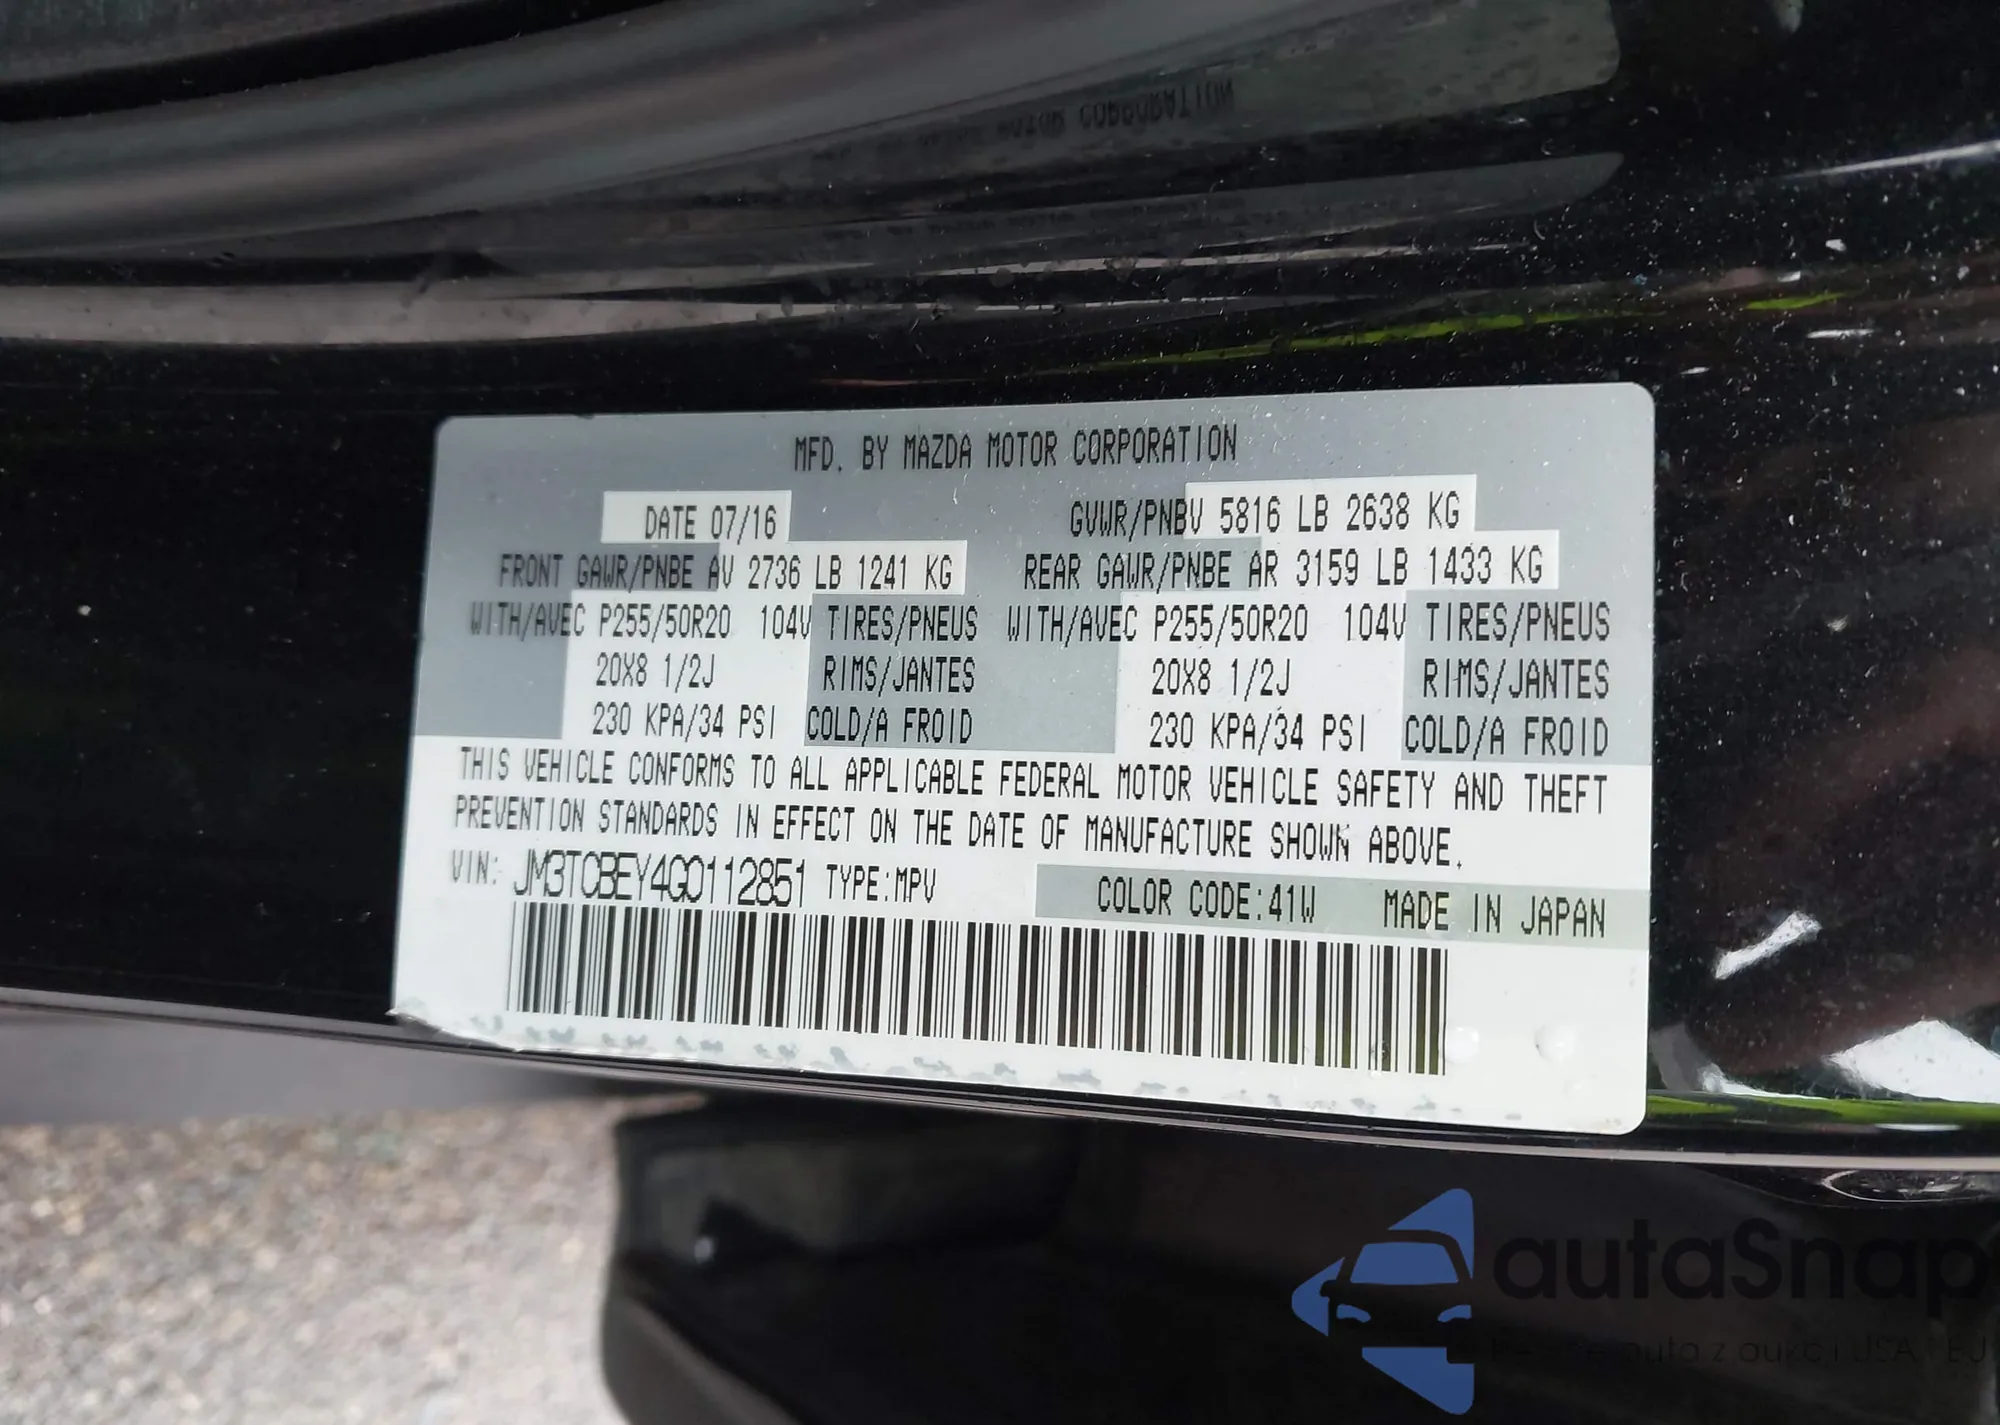 MFD. BY MAZDA MOTOR CORPORATION
DATE 07/16 GVWR/PNBV 5816 LB 2638 KG
FRONT GAWR/PNBE AV 2736 LB 1241 KG REAR GAWR/PNBE AR 3159 LB 1433 KG
WITH/AVEC P255/50R20 104V TIRES/PNEUS WITH/AVEC P255/50R20 104V TIRES/PNEUS
20X8 1/2J RIMS/JANTES 20X8 1/2J RIMS/JANTES
230 KPA/34 PSI COLD/A FROID 230 KPA/34 PSI COLD/A FROID
THIS VEHICLE CONFORMS TO ALL APPLICABLE FEDERAL MOTOR VEHICLE SAFETY AND THEFT
PREVENTION STANDARDS IN EFFECT ON THE DATE OF MANUFACTURE SHOWN ABOVE.
VIN: JM3TCBEY4G0112851 TYPE:MPV COLOR CODE:41W MADE IN JAPAN
autaSnap
auta z aukcji USA